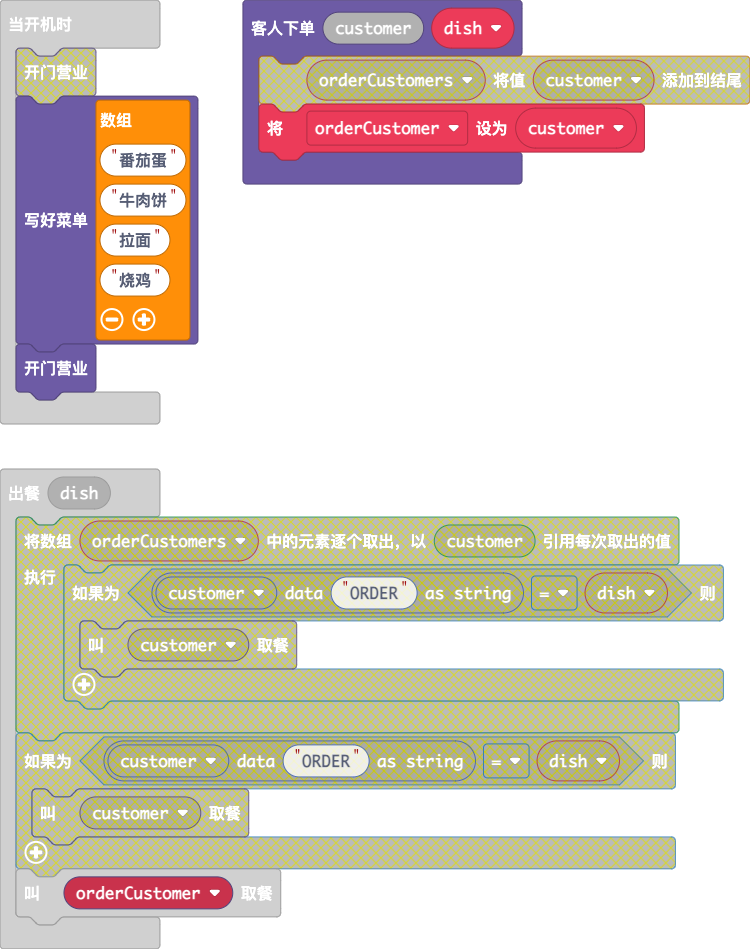 当开机时
开门营业
写好菜单
数组
"番茄蛋"
"牛肉饼"
"拉面"
"烧鸡"
开门营业
客人下单 customer dish
orderCustomers 将值 customer 添加到结尾
将 orderCustomer 设为 customer
出餐 dish
将数组 orderCustomers 中的元素逐个取出，以 customer 引用每次取出的值
执行 如果为 customer data "ORDER" as string = dish 则
叫 customer 取餐
如果为 customer data "ORDER" as string = dish 则
叫 customer 取餐
叫 orderCustomer 取餐